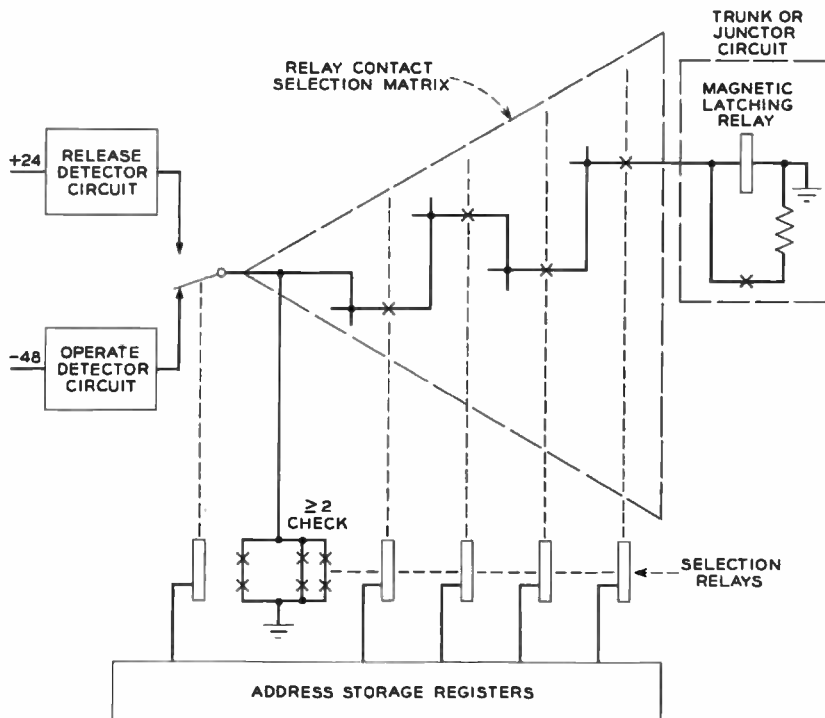 TRUNK OR
JUNCTOR
CIRCUIT
RELAY CONTACT
SELECTION MATRIX
MAGNETIC
LATCHING
RELAY
+24
RELEASE
DETECTOR
CIRCUIT
-48
OPERATE
DETECTOR
CIRCUIT
≥2
CHECK
SELECTION
RELAYS
ADDRESS STORAGE REGISTERS